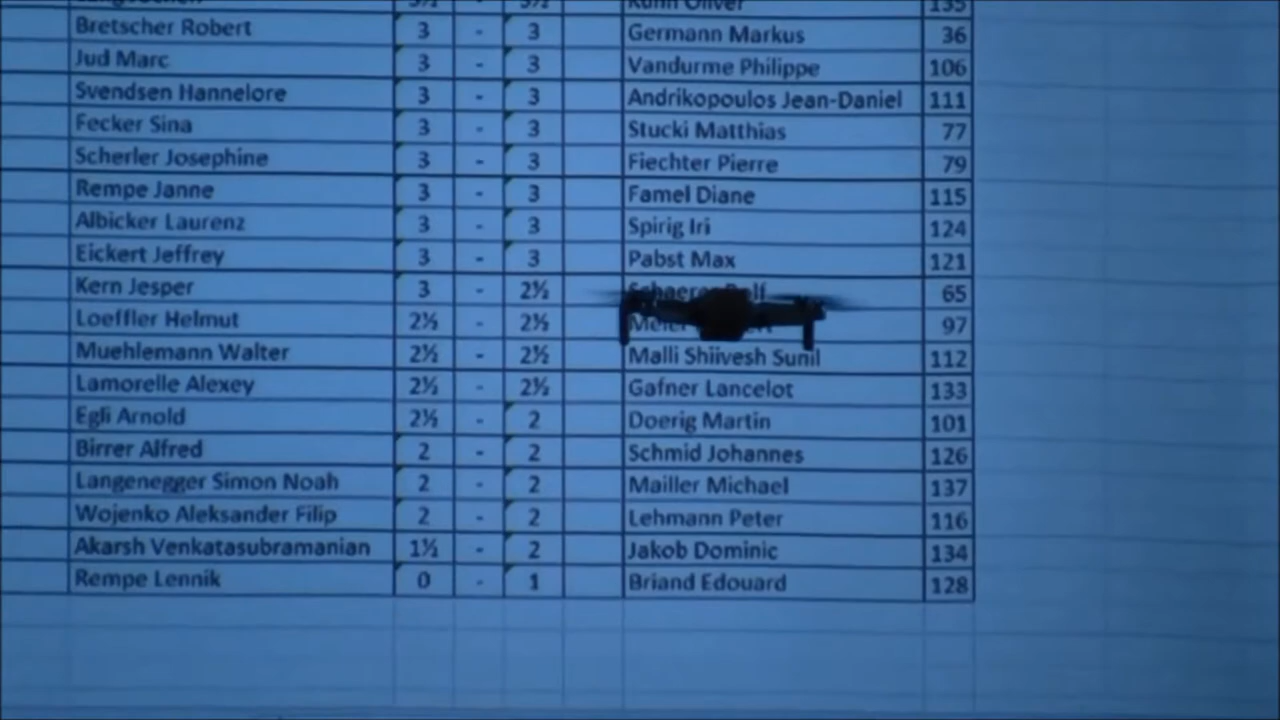 Bretscher Robert 3 - 3 Germann Markus 36
Jud Marc 3 - 3 Vandurme Philippe 106
Svendsen Hannelore 3 - 3 Andrikopoulos Jean-Daniel 111
Fecker Sina 3 - 3 Stucki Matthias 77
Scherler Josephine 3 - 3 Fiechter Pierre 79
Rempe Janne 3 - 3 Famel Diane 115
Albicker Laurenz 3 - 3 Spirig Iri 124
Eickert Jeffrey 3 - 3 Pabst Max 121
Kern Jesper 3 - 2½ 65
Loeffler Helmut 2½ - 2½ Meier 97
Muehlemann Walter 2½ - 2½ Malli Shiivesh Sunil 112
Lamorelle Alexey 2½ - 2½ Gafner Lancelot 133
Egli Arnold 2½ - 2 Doerig Martin 101
Birrer Alfred 2 - 2 Schmid Johannes 126
Langenegger Simon Noah 2 - 2 Mailler Michael 137
Wojenko Aleksander Filip 2 - 2 Lehmann Peter 116
Akarsh Venkatasubramanian 1½ - 2 Jakob Dominic 134
Rempe Lennik 0 - 1 Briand Edouard 128